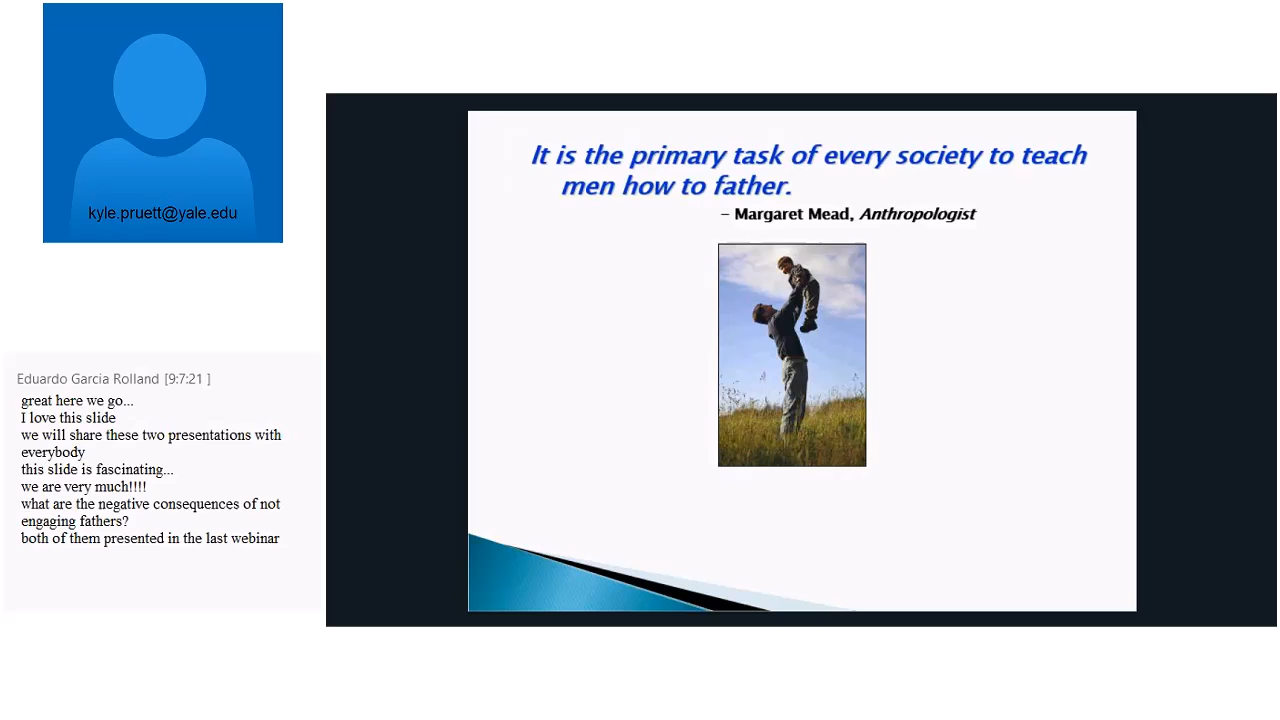 kyle.pruett@yale.edu
It is the primary task of every society to teach
men how to father.
– Margaret Mead, Anthropologist
Eduardo Garcia Rolland [9:7:21 ]
great here we go...
I love this slide
we will share these two presentations with
everybody
this slide is fascinating...
we are very much!!!!
what are the negative consequences of not
engaging fathers?
both of them presented in the last webinar